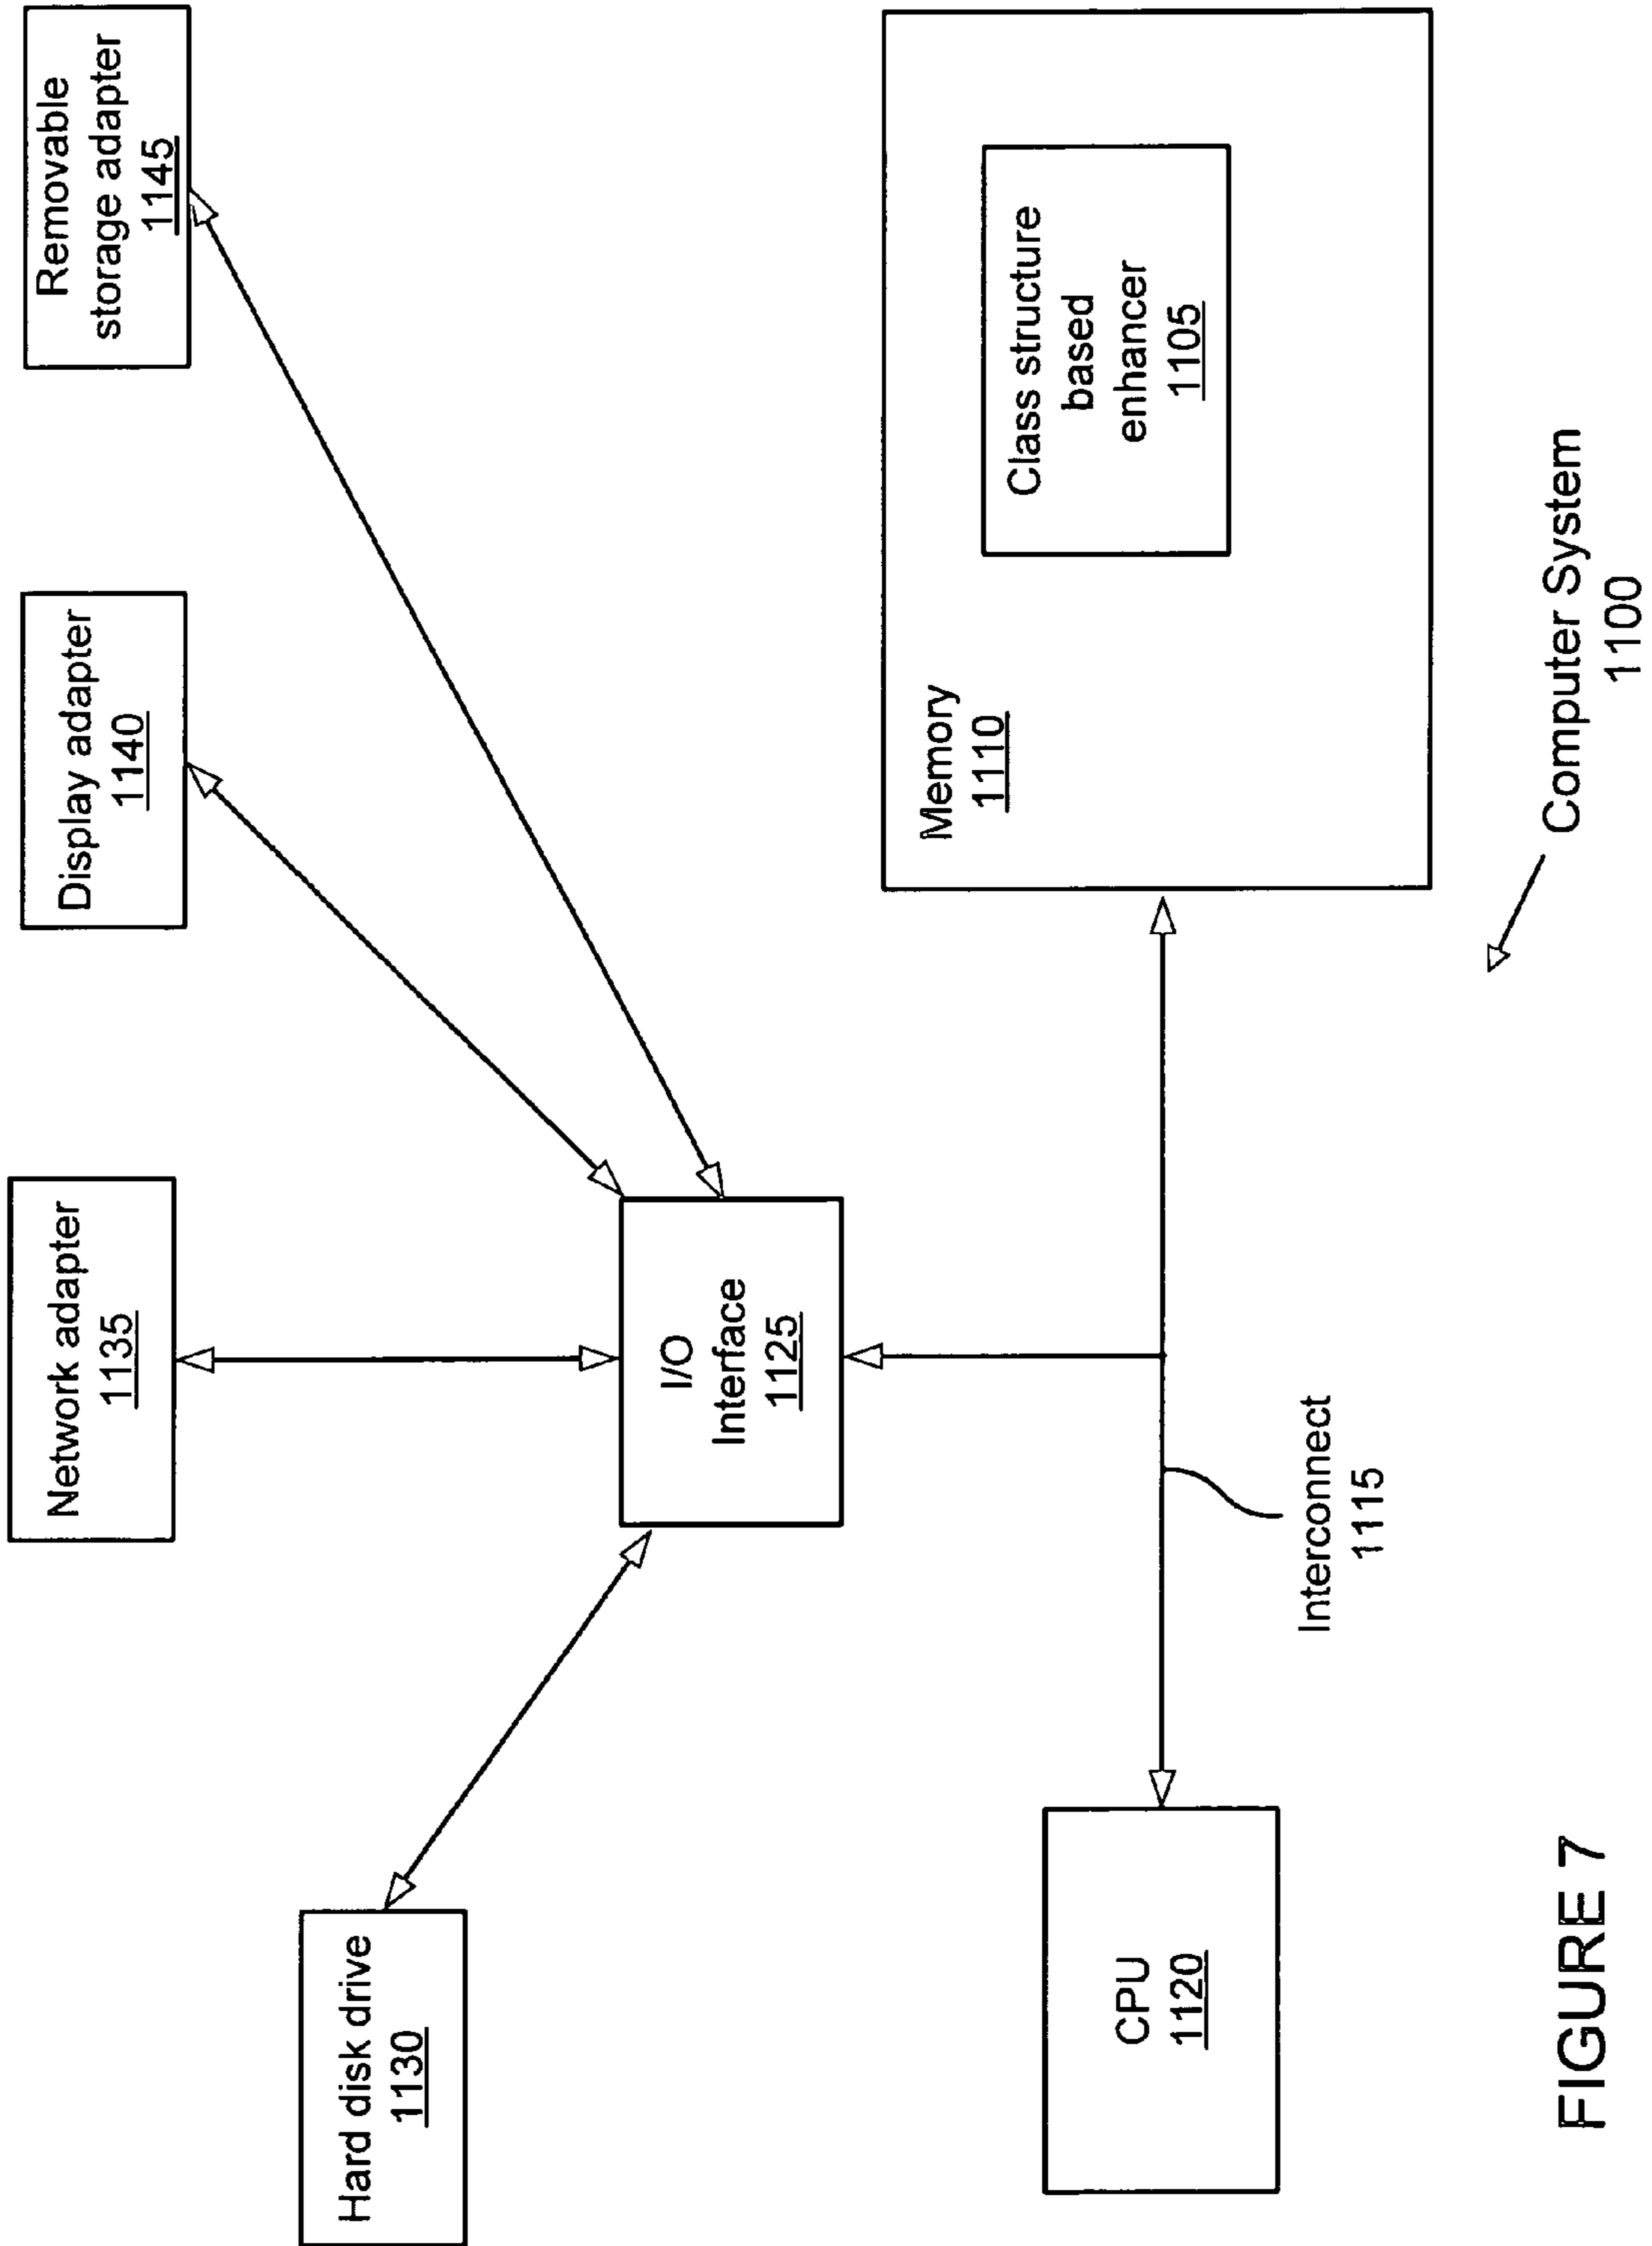 Hard disk drive
1130
Network adapter
1135
Display adapter
1140
Removable
storage adapter
1145
I/O
Interface
1125
CPU
1120
Interconnect
1115
Memory
1110
Class structure
based
enhancer
1105
Computer System
1100
FIGURE 7